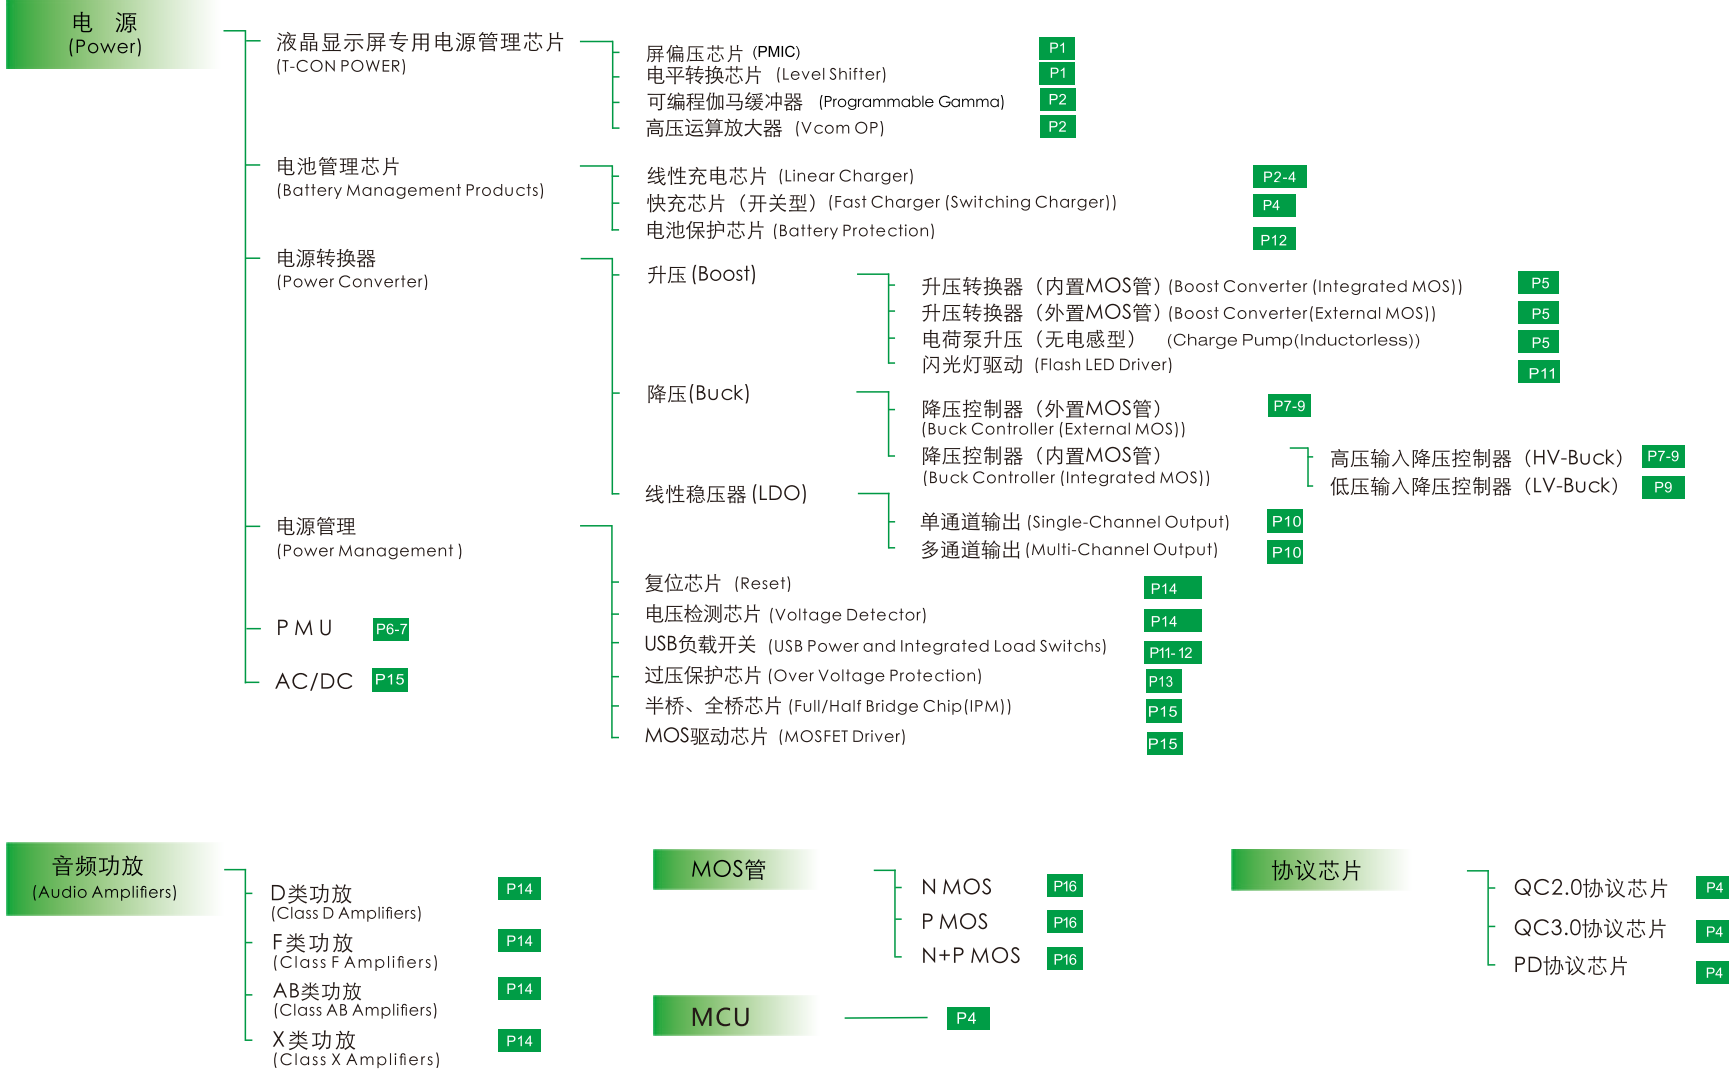 电 源
(Power)
液晶显示屏专用电源管理芯片
(T-CON POWER)
屏偏压芯片 (PMIC) P1
电平转换芯片 (Level Shifter) P1
可编程伽马缓冲器 (Programmable Gamma) P2
高压运算放大器 (Vcom OP) P2
电池管理芯片
(Battery Management Products)
线性充电芯片 (Linear Charger) P2-4
快充芯片（开关型）(Fast Charger (Switching Charger)) P4
电池保护芯片 (Battery Protection) P12
电源转换器
(Power Converter)
升压 (Boost)
升压转换器（内置MOS管）(Boost Converter (Integrated MOS)) P5
升压转换器（外置MOS管）(Boost Converter(External MOS)) P5
电荷泵升压（无电感型） (Charge Pump(Inductorless)) P5
闪光灯驱动 (Flash LED Driver) P11
降压(Buck)
降压控制器（外置MOS管） P7-9
(Buck Controller (External MOS))
降压控制器（内置MOS管）
(Buck Controller (Integrated MOS))
高压输入降压控制器（HV-Buck） P7-9
低压输入降压控制器（LV-Buck） P9
线性稳压器 (LDO)
单通道输出 (Single-Channel Output) P10
多通道输出 (Multi-Channel Output) P10
电源管理
(Power Management )
复位芯片 (Reset) P14
电压检测芯片 (Voltage Detector) P14
USB负载开关 (USB Power and Integrated Load Switchs) P11-12
过压保护芯片 (Over Voltage Protection) P13
半桥、全桥芯片 (Full/Half Bridge Chip(IPM)) P15
MOS驱动芯片 (MOSFET Driver) P15
P M U P6-7
AC/DC P15
音频功放
(Audio Amplifiers)
D类功放 P14
(Class D Amplifiers)
F类功放 P14
(Class F Amplifiers)
AB类功放 P14
(Class AB Amplifiers)
X类功放 P14
(Class X Amplifiers)
MOS管
N MOS P16
P MOS P16
N+P MOS P16
MCU P4
协议芯片
QC2.0协议芯片 P4
QC3.0协议芯片 P4
PD协议芯片 P4